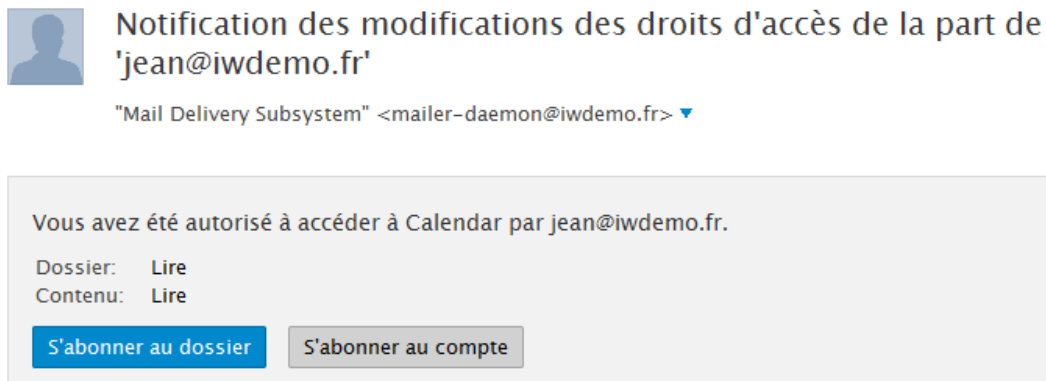 Notification des modifications des droits d'accès de la part de
'jean@iwdemo.fr'
"Mail Delivery Subsystem" <mailer-daemon@iwdemo.fr>
Vous avez été autorisé à accéder à Calendar par jean@iwdemo.fr.
Dossier: Lire
Contenu: Lire
S'abonner au dossier S'abonner au compte